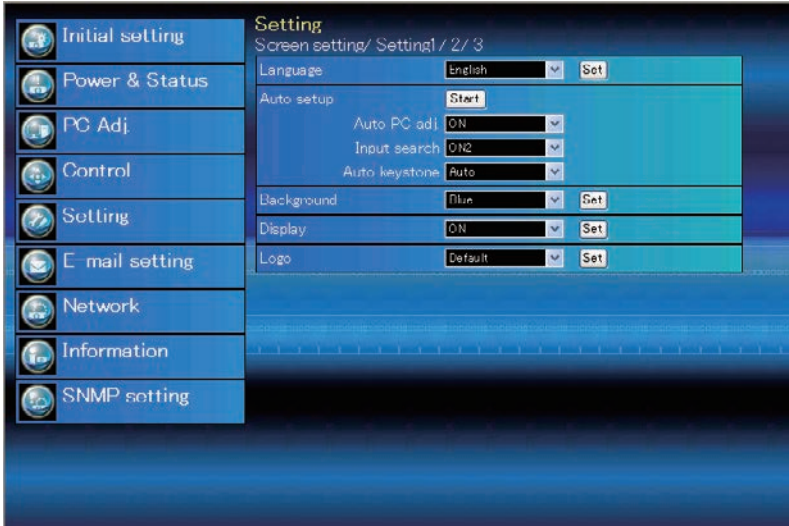 Initial setting
Power & Status
PC Adj.
Control
Setting
E-mail setting
Network
Information
SNMP setting
Setting
Screen setting/ Setting1/ 2/ 3
Language English Set
Auto setup Start
Auto PC adj. ON
Input search ON2
Auto keystone Auto
Background Blue Set
Display ON Set
Logo Default Set